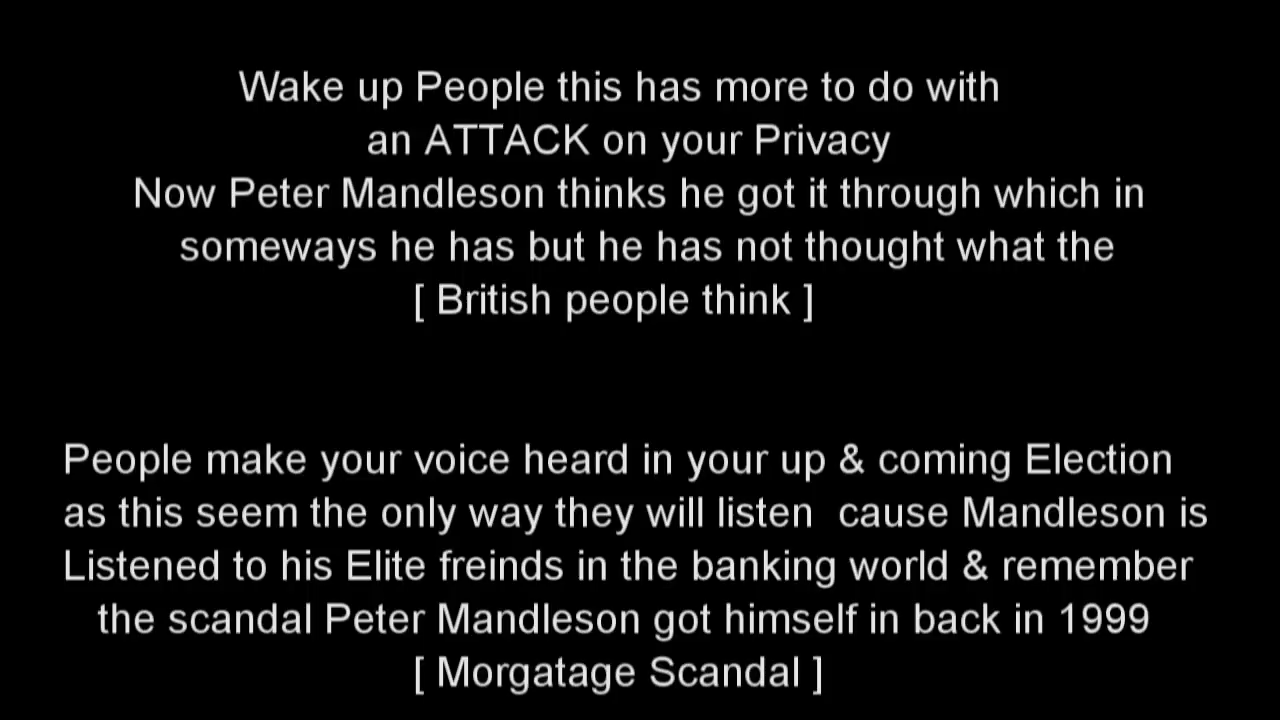 Wake up People this has more to do with
an ATTACK on your Privacy
Now Peter Mandleson thinks he got it through which in
someways he has but he has not thought what the
[ British people think ]
People make your voice heard in your up & coming Election
as this seem the only way they will listen  cause Mandleson is
Listened to his Elite freinds in the banking world & remember
the scandal Peter Mandleson got himself in back in 1999
[ Morgatage Scandal ]